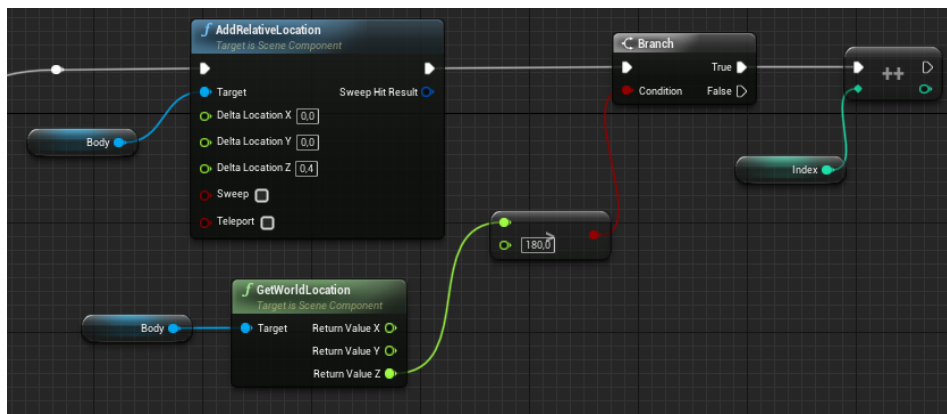 AddRelativeLocation
Target is Scene Component
Target
Sweep Hit Result
Delta Location X 0,0
Delta Location Y 0,0
Delta Location Z 0,4
Sweep
Teleport
Body
Branch
True
Condition
False
++
Index
>
180,0
GetWorldLocation
Target is Scene Component
Body
Target
Return Value X
Return Value Y
Return Value Z